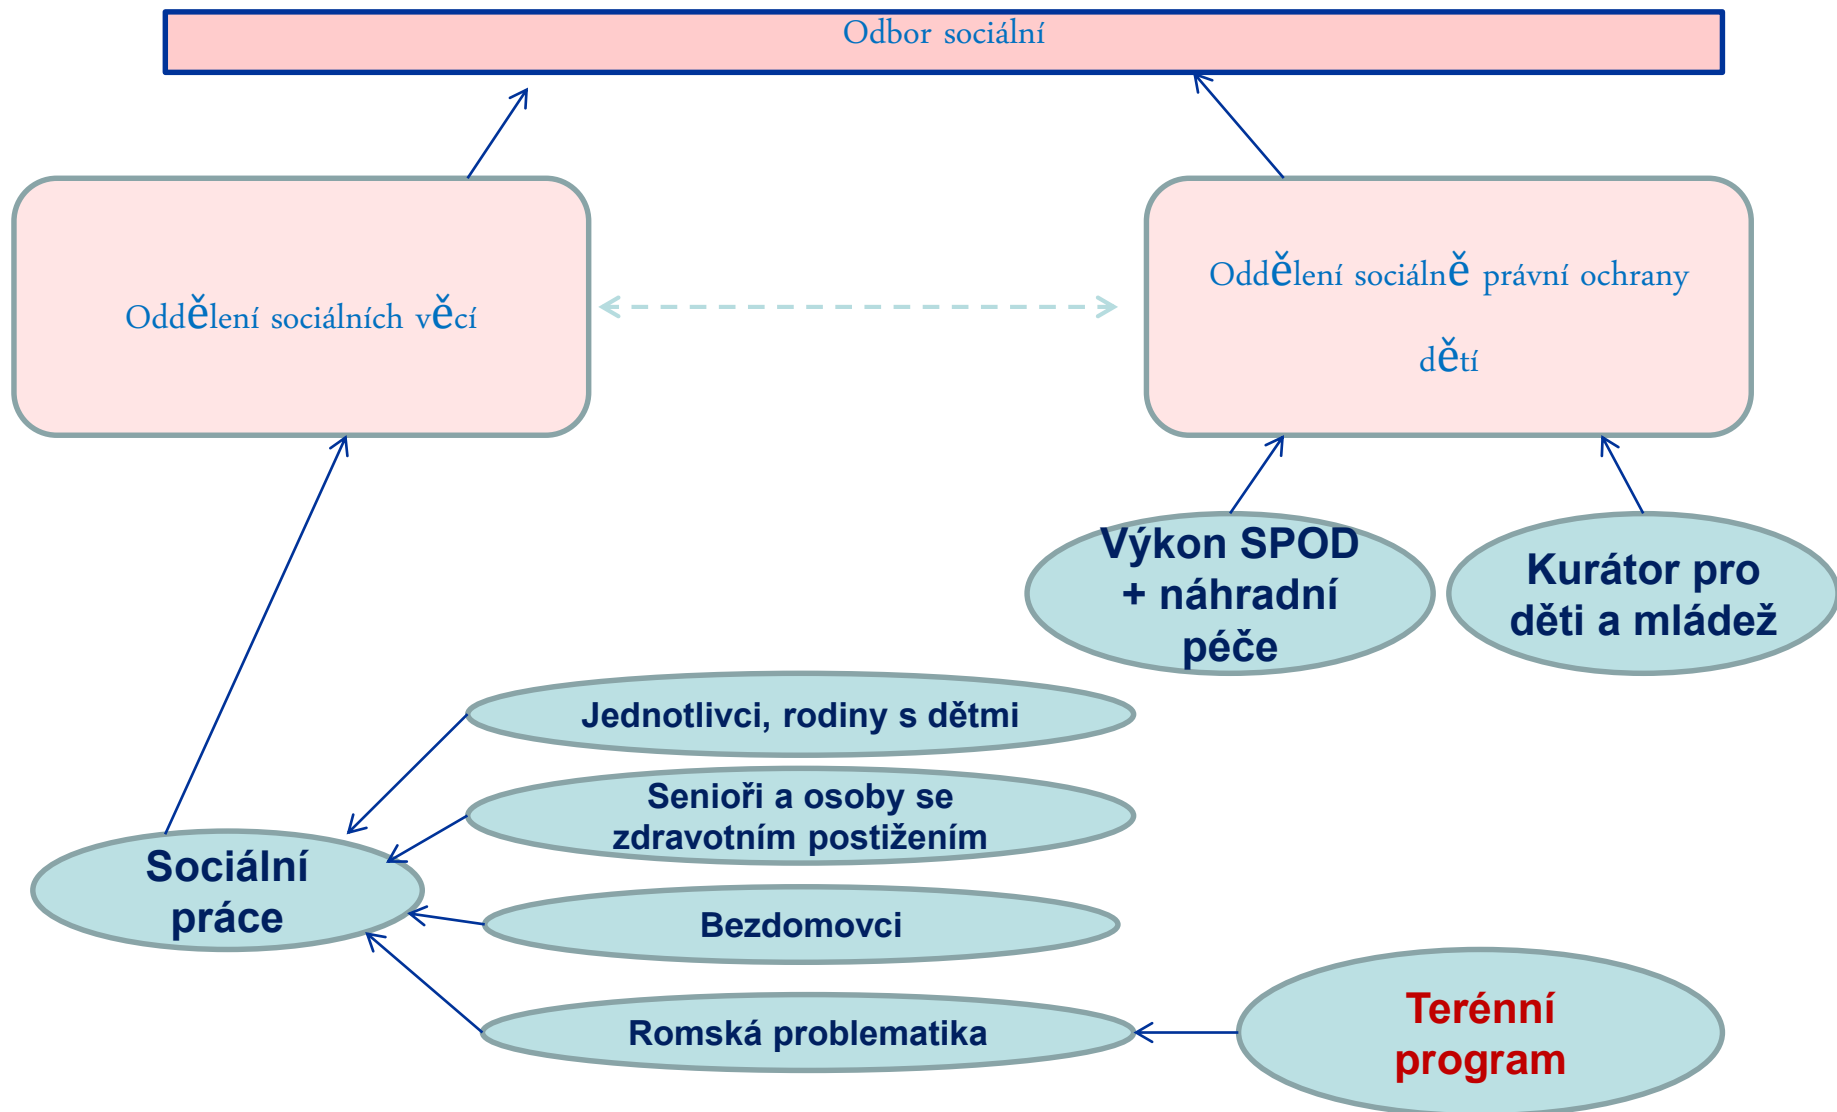 Odbor sociální
Oddělení sociálních věcí
Oddělení sociálně právní ochrany
dětí
Výkon SPOD
+ náhradní
péče
Kurátor pro
děti a mládež
Jednotlivci, rodiny s dětmi
Senioři a osoby se
zdravotním postižením
Sociální
práce
Bezdomovci
Romská problematika
Terénní
program